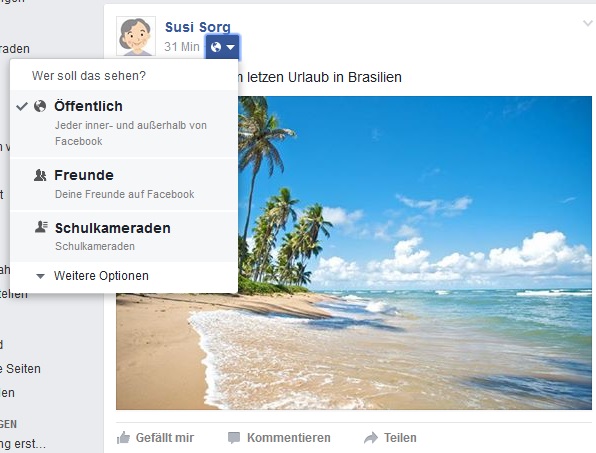 Susi Sorg
31 Min
n letzen Urlaub in Brasilien
Wer soll das sehen?
Öffentlich
Jeder inner- und außerhalb von
Facebook
Freunde
Deine Freunde auf Facebook
Schulkameraden
Schulkameraden
Weitere Optionen
Gefällt mir Kommentieren Teilen
raden
tellen
e Seiten
en
GEN
ng erst...